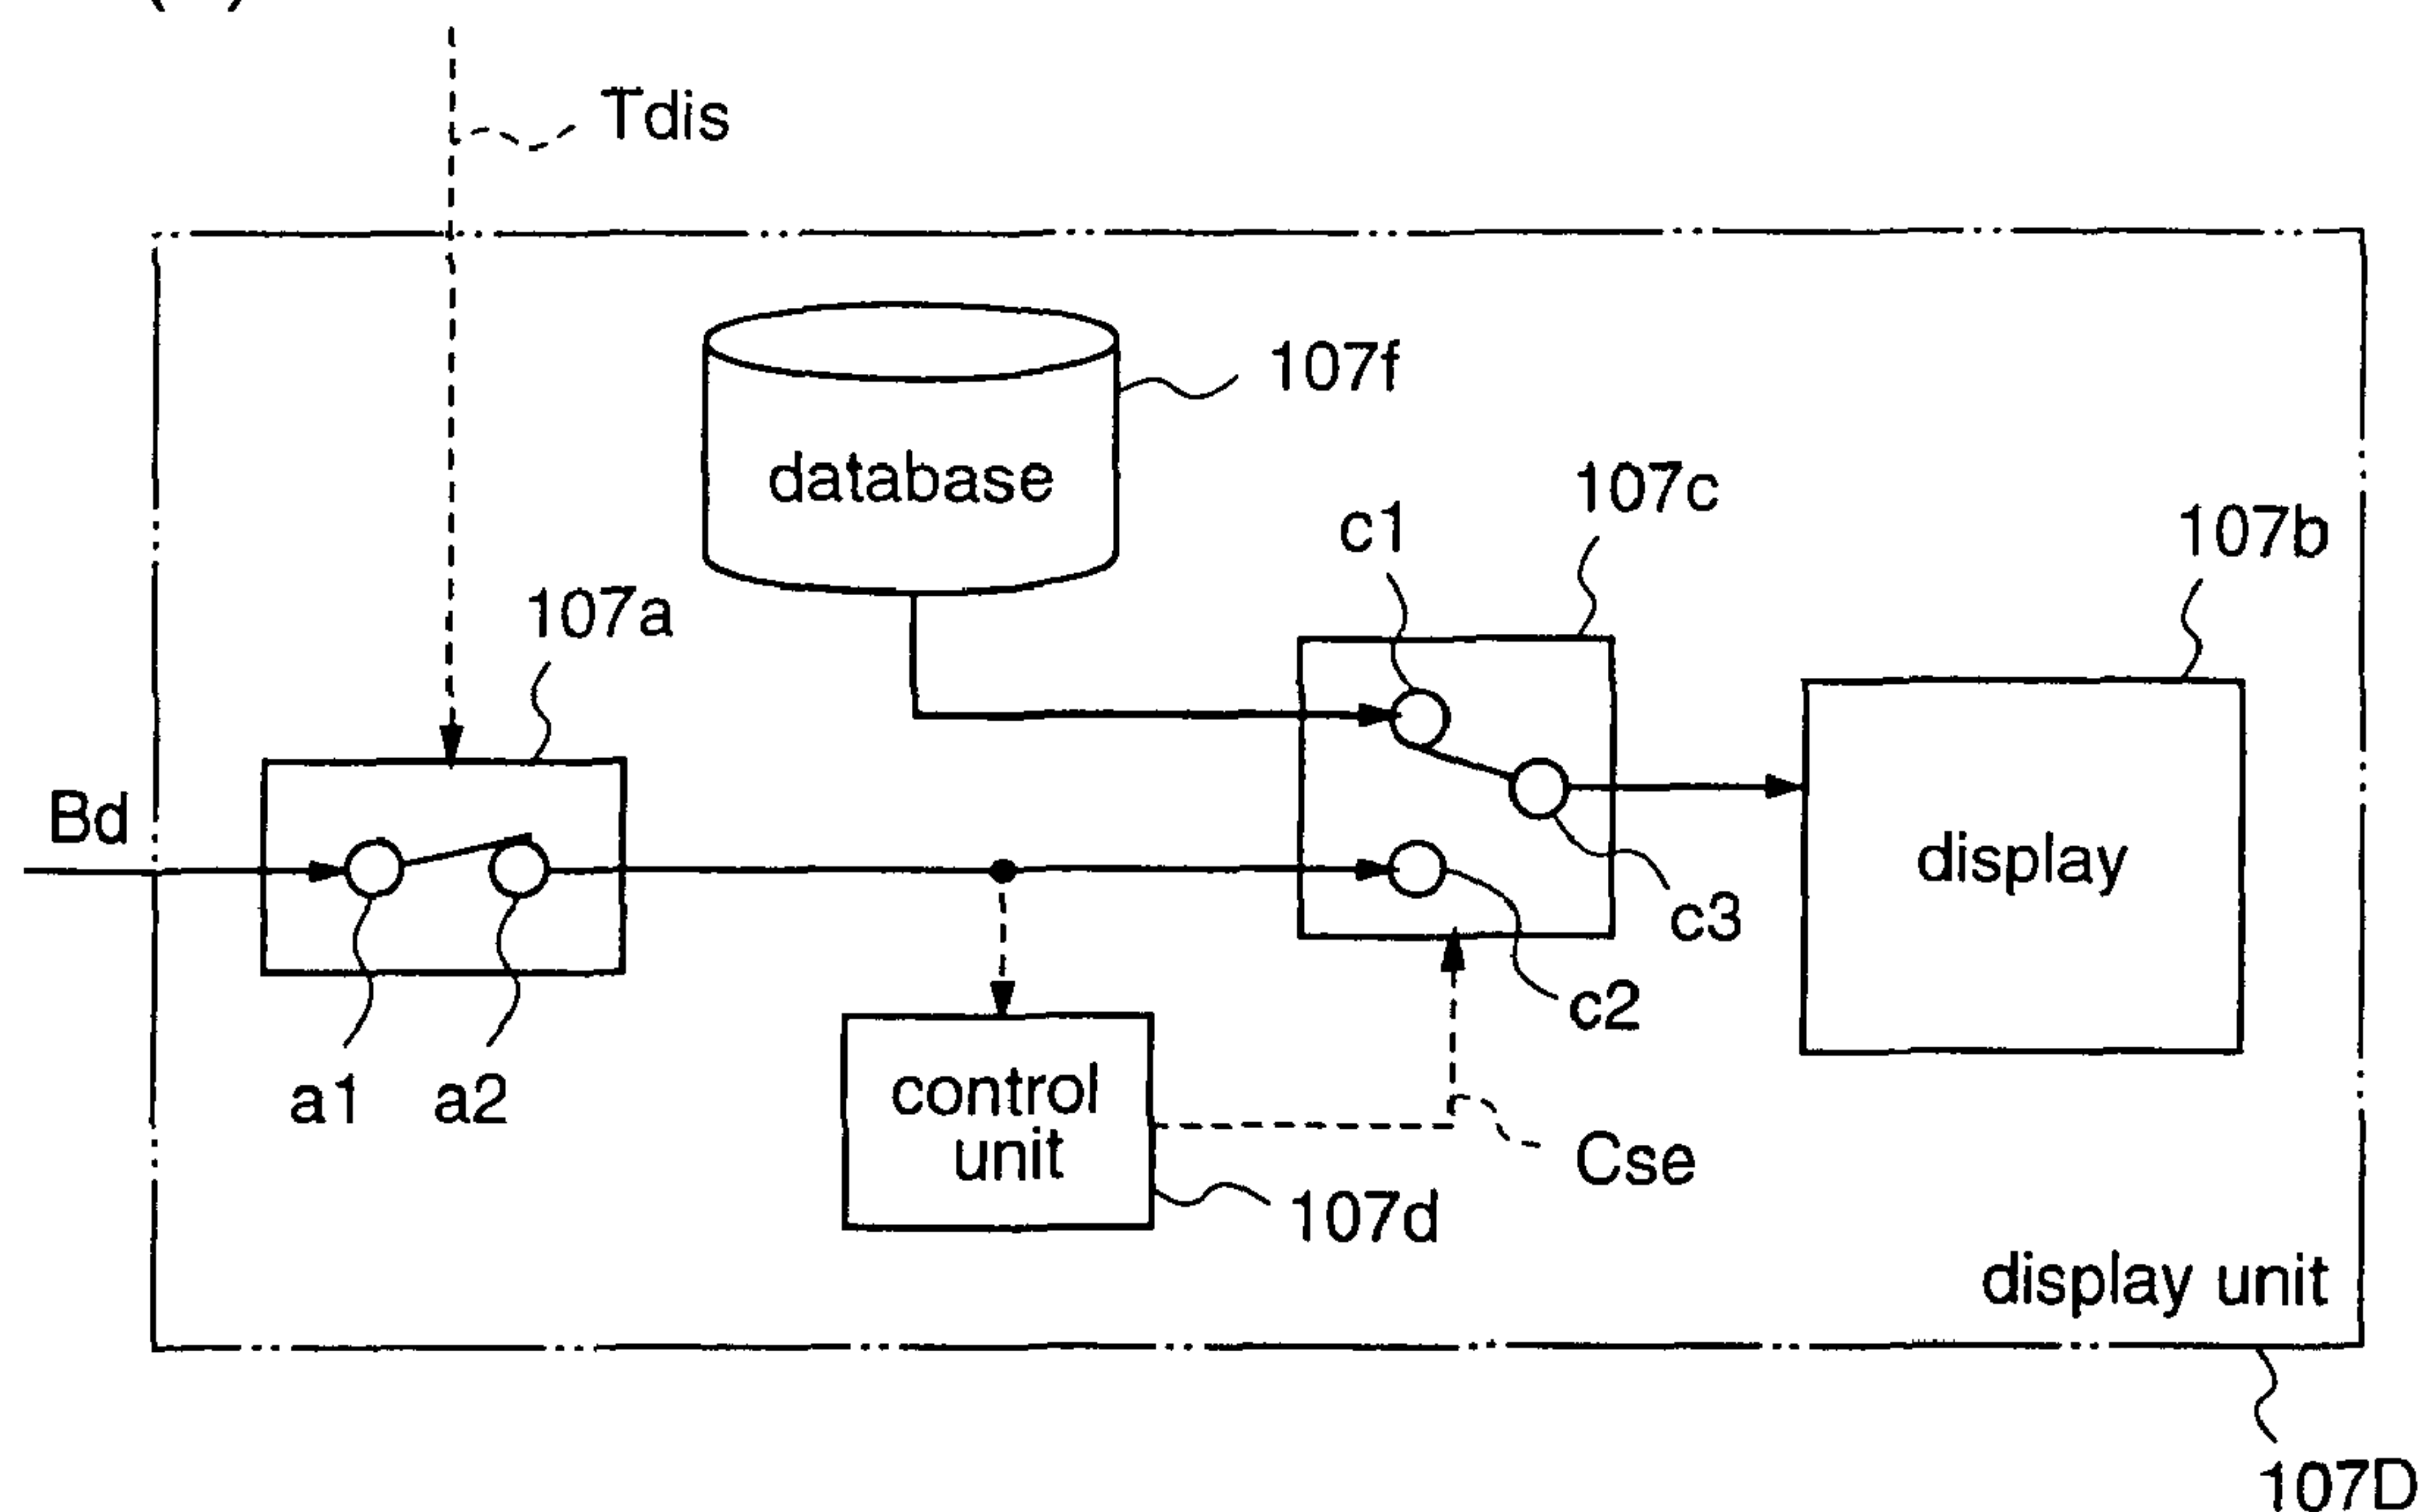 Tdis
107f
database
107c
c1
107b
107a
Bd
display
c3
c2
control
unit
a1
a2
Cse
107d
display unit
107D